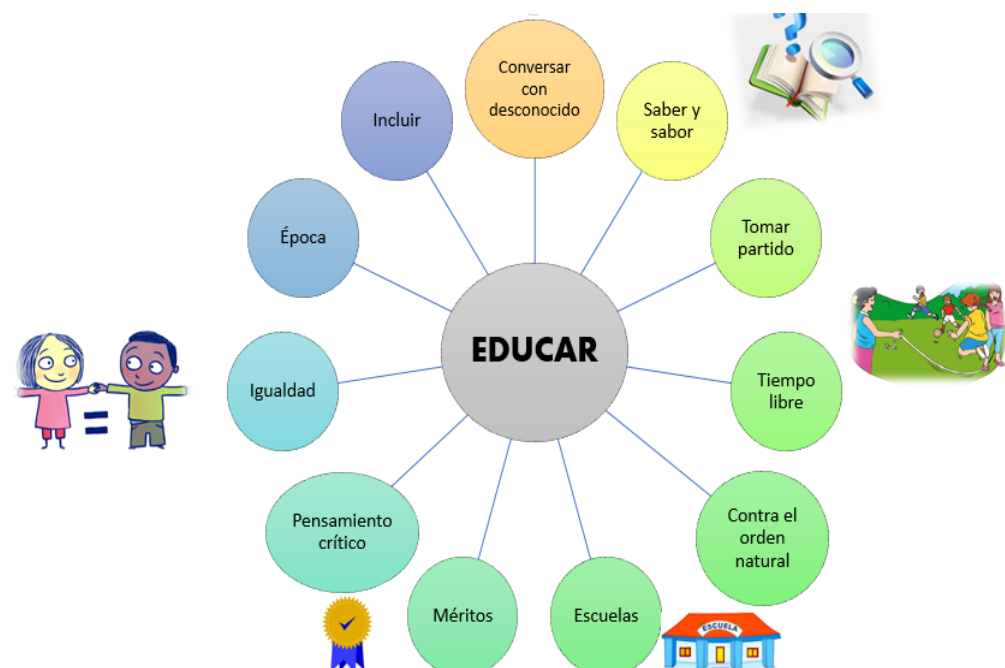 Conversar
con
desconocido
Saber y
sabor
Incluir
Tomar
partido
Época
EDUCAR
Igualdad
Tiempo
libre
Pensamiento
crítico
Contra el
orden
natural
Méritos
Escuelas
ESCUELA